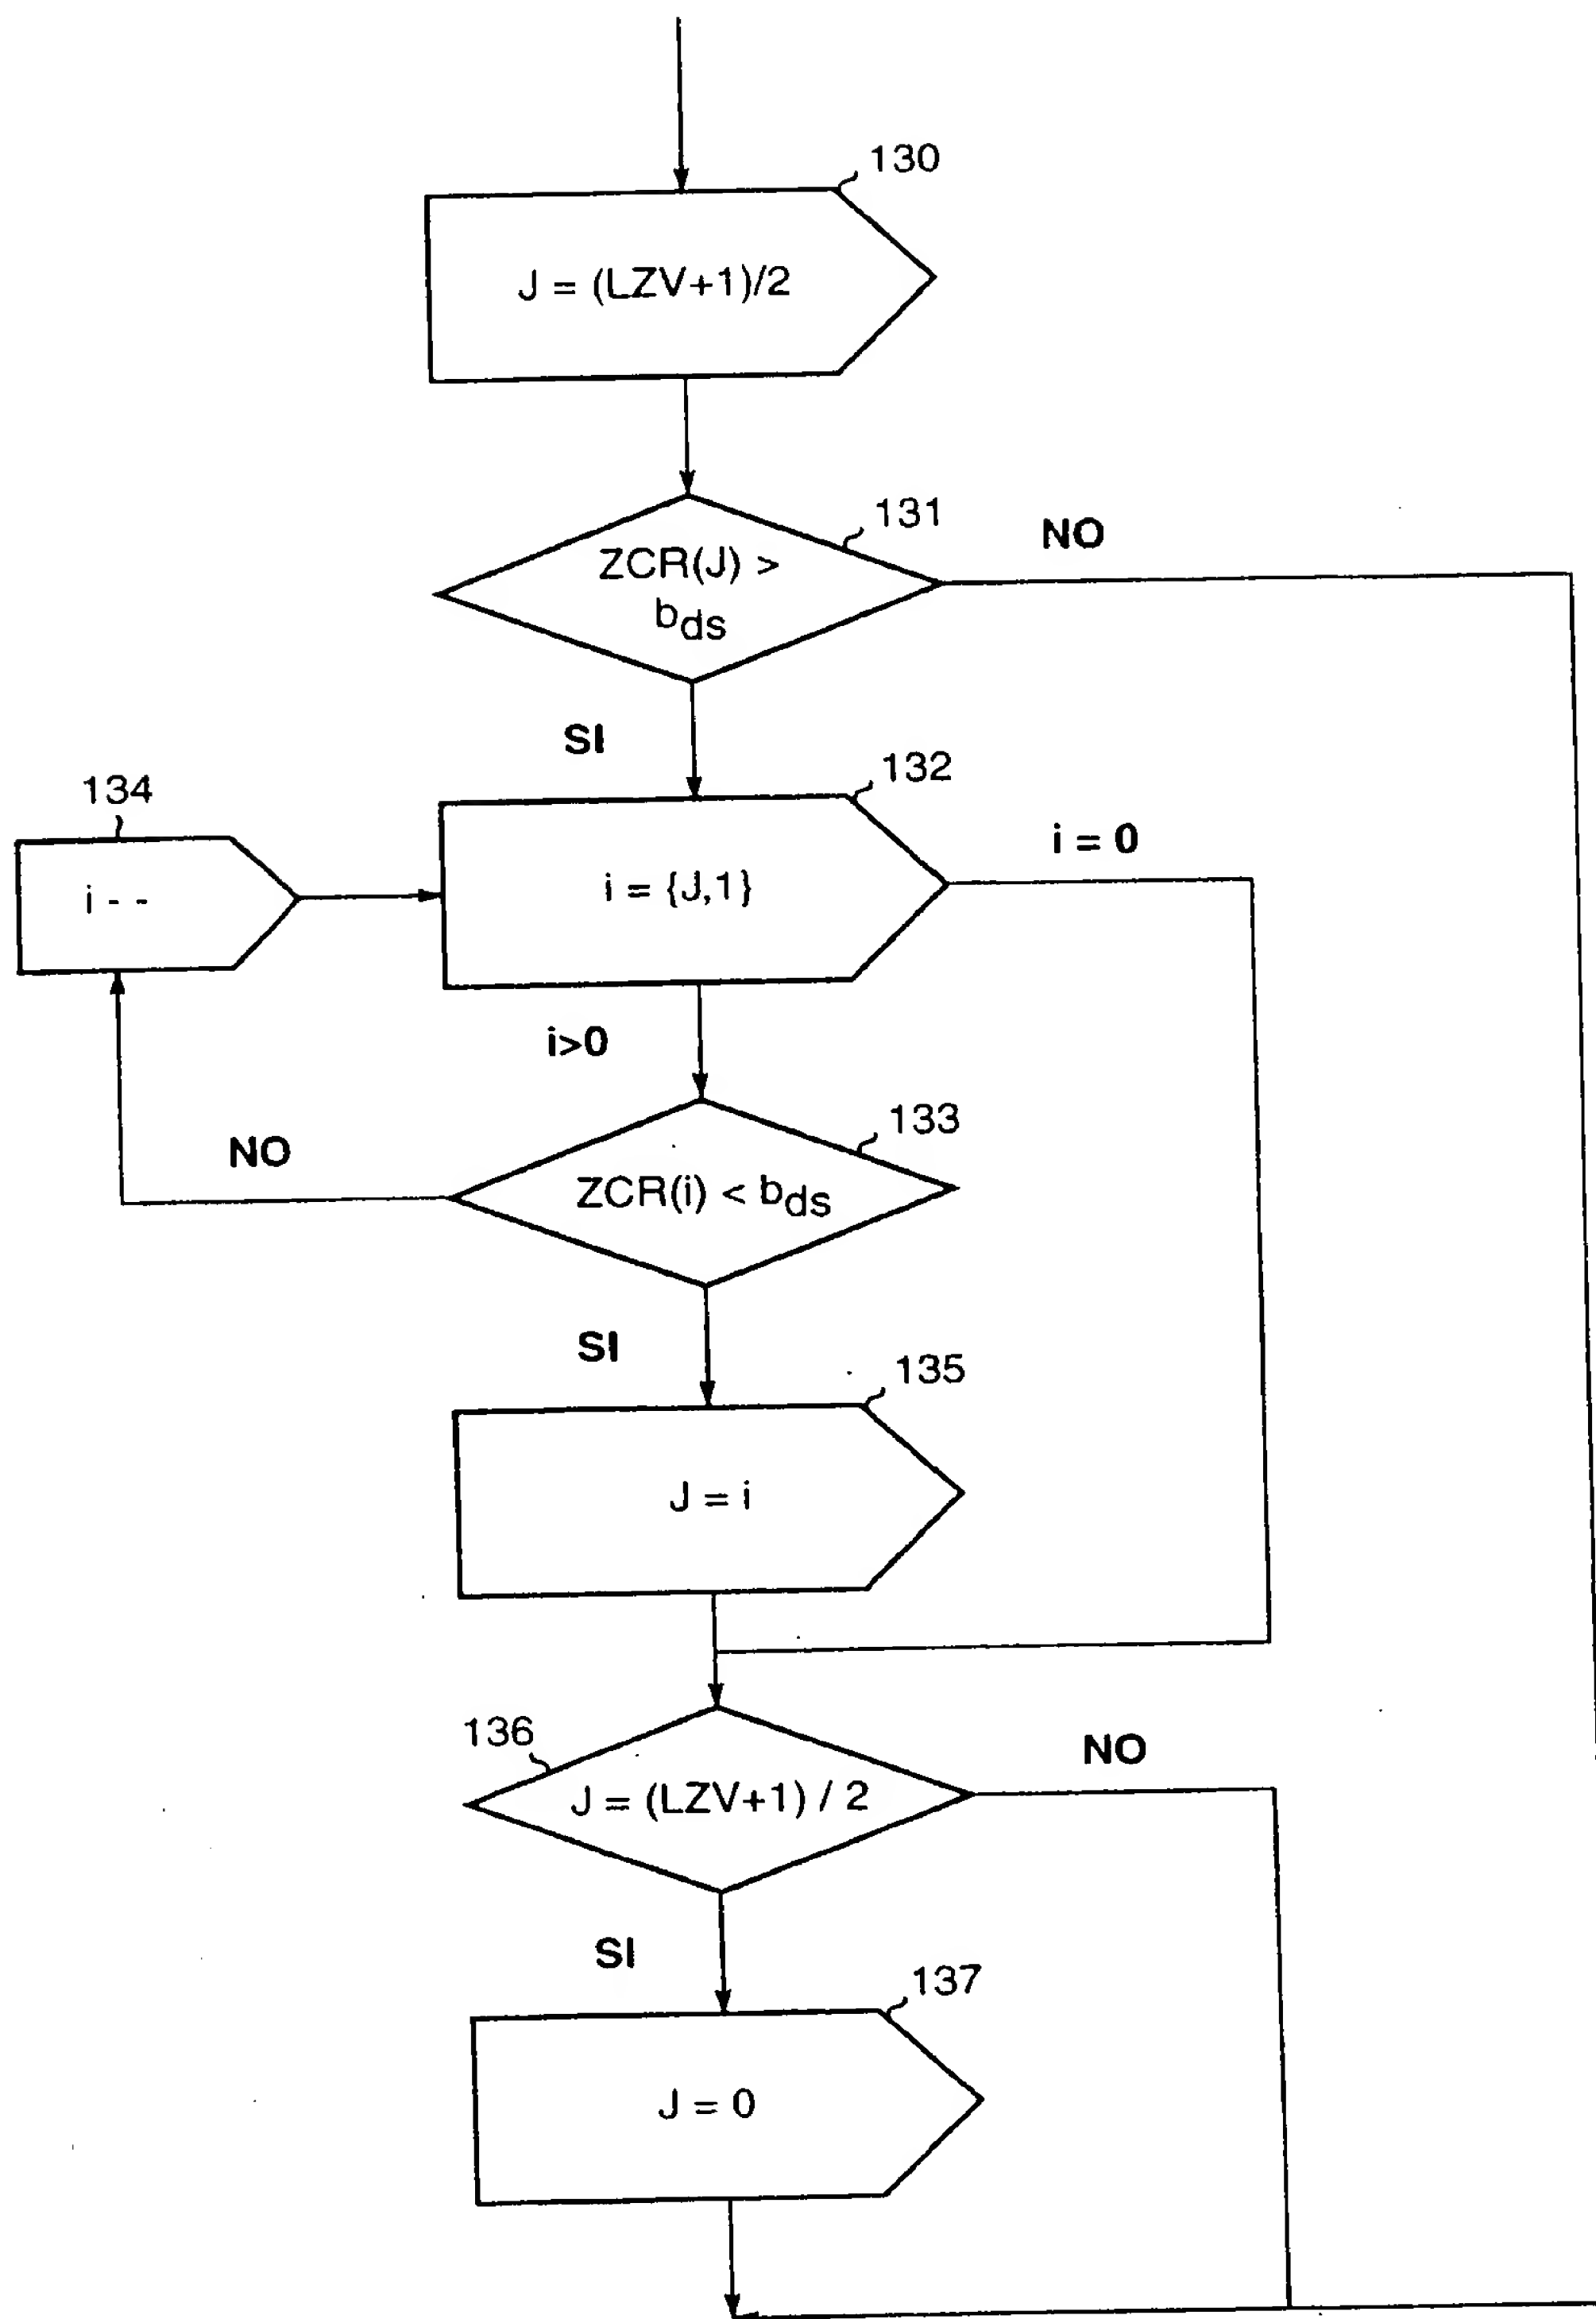 130
J = (LZV+1)/2
131
NO
ZCR(J) >
bds
SI
132
134
i = 0
i - -
i = {J,1}
i>0
133
NO
ZCR(i) < bds
SI
135
J = i
136
NO
J = (LZV+1) / 2
SI
137
J = 0